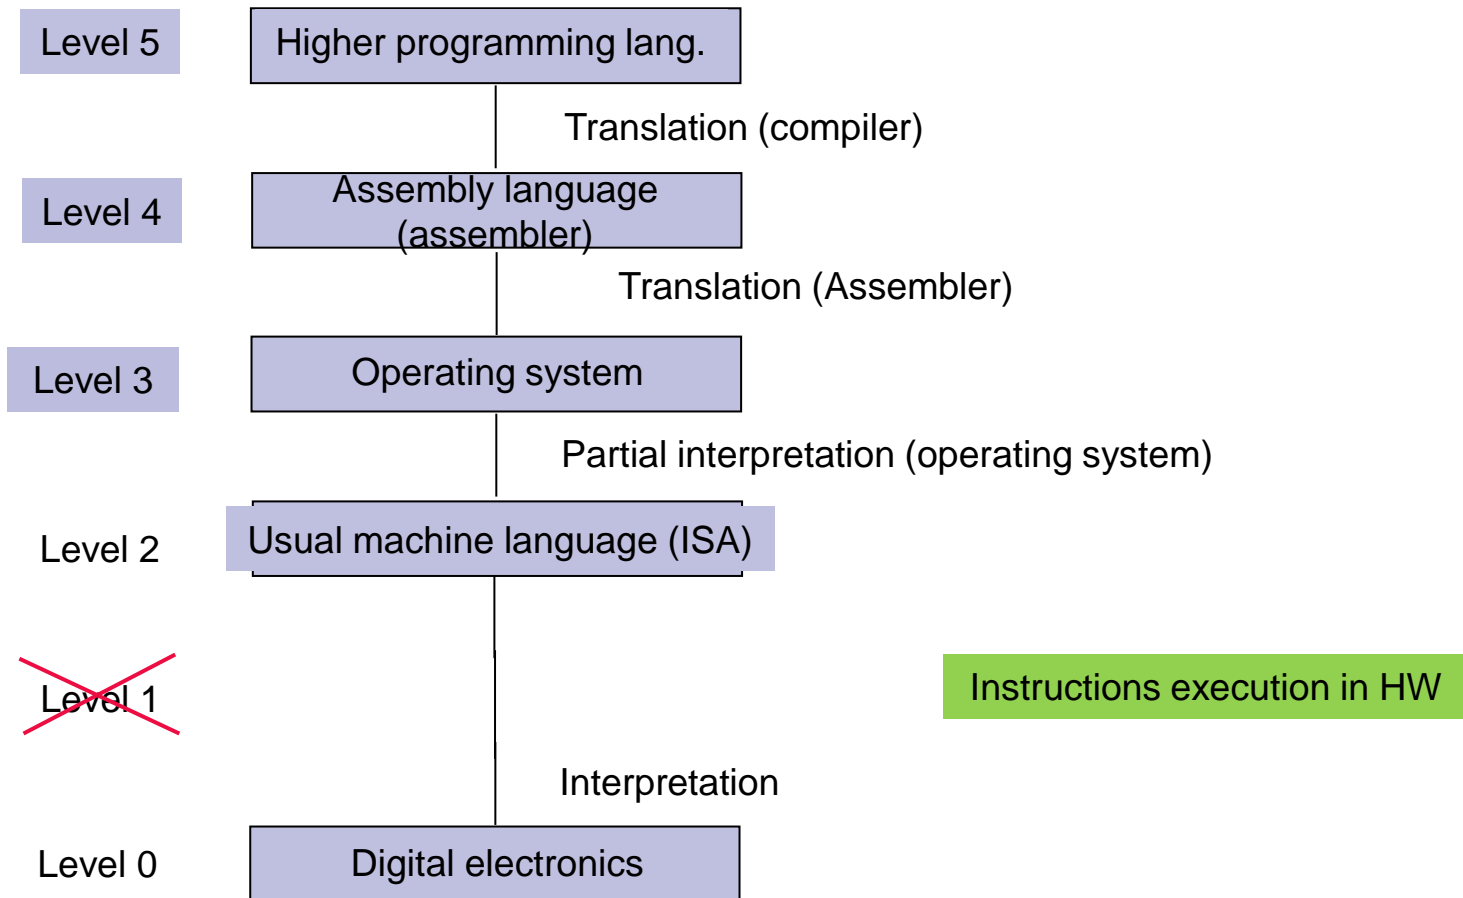 Level 5
Higher programming lang.
Translation (compiler)
Level 4
Assembly language
(assembler)
Translation (Assembler)
Level 3
Operating system
Partial interpretation (operating system)
Level 2
Usual machine language (ISA)
Level 1
Instructions execution in HW
Interpretation
Level 0
Digital electronics